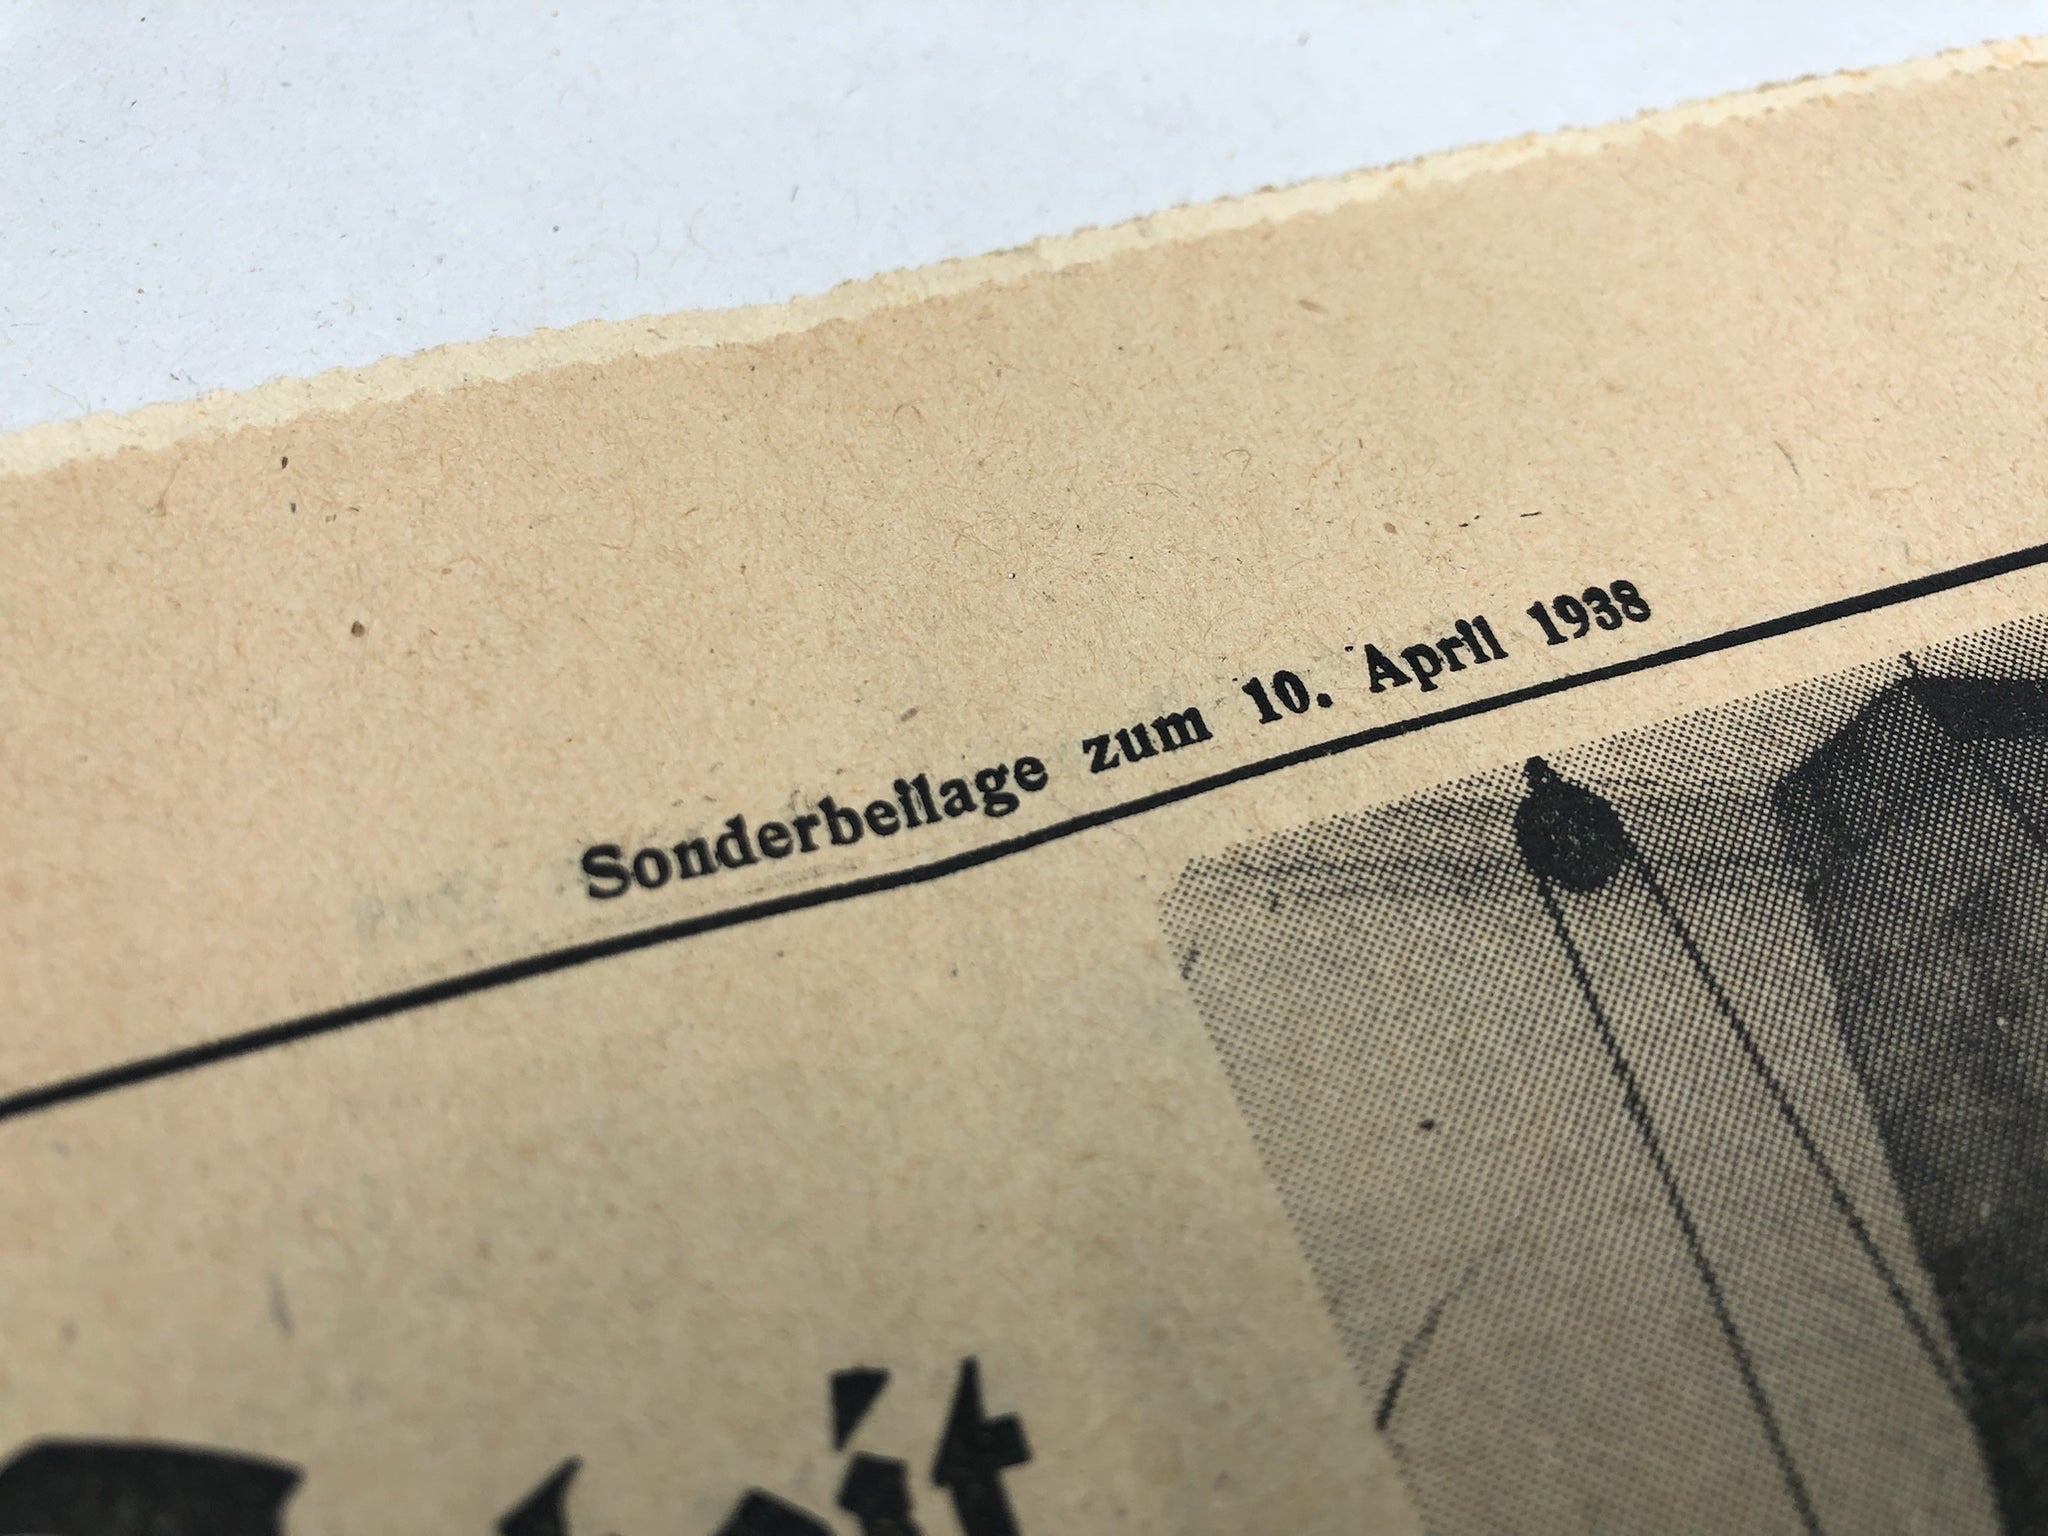 Sonderbeilage zum 10. April 1938